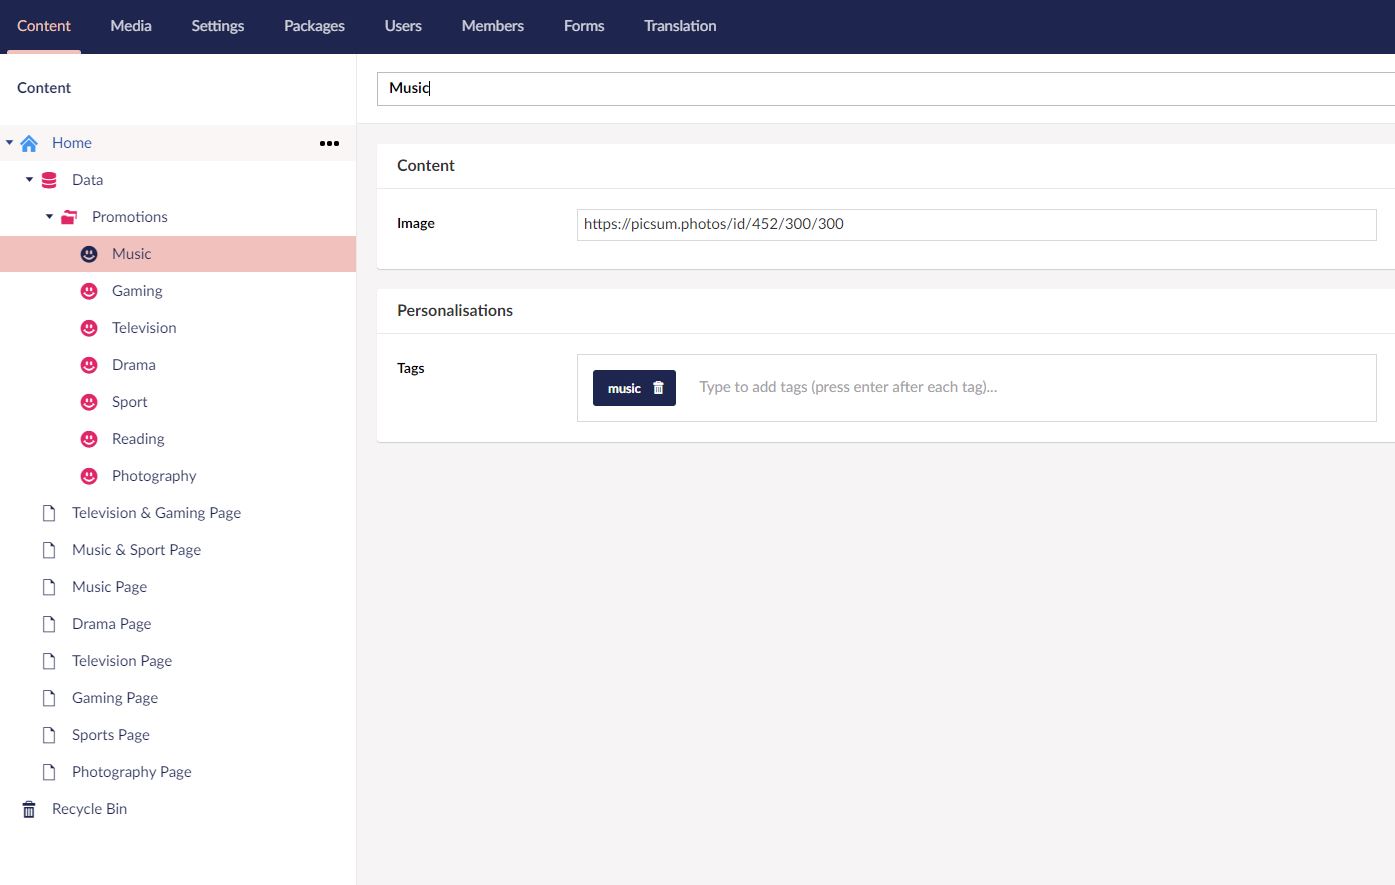 Content Media Settings Packages Users Members Forms Translation
Content
Home
Data
Promotions
Music
Gaming
Television
Drama
Sport
Reading
Photography
Television & Gaming Page
Music & Sport Page
Music Page
Drama Page
Television Page
Gaming Page
Sports Page
Photography Page
Recycle Bin
Music
Content
Image https://picsum.photos/id/452/300/300
Personalisations
Tags music Type to add tags (press enter after each tag)...